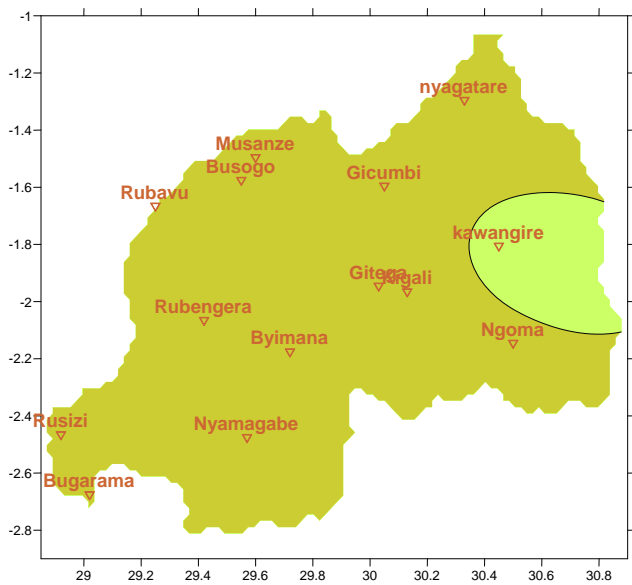 -1
-1.2
nyagatare
-1.4
Musanze
Busogo
Gicumbi
-1.6
Rubavu
kawangire
-1.8
Gitega
Kigali
-2
Rubengera
Ngoma
Byimana
-2.2
-2.4
Rusizi
Nyamagabe
-2.6
Bugarama
-2.8
29 29.2 29.4 29.6 29.8 30 30.2 30.4 30.6 30.8